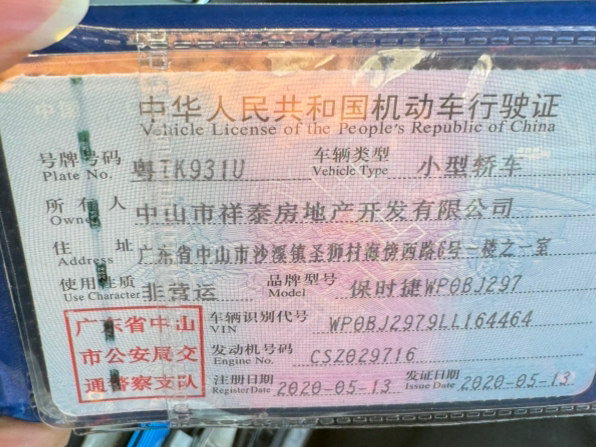 中华人民共和国机动车行驶证
Vehicle License of the People's Republic of China
号牌号码 粤TK931U 车辆类型 小型轿车
Plate No. Vehicle Type
所有人 中山市祥泰房地产开发有限公司
Owner
住址 广东省中山市沙溪镇圣狮村海傍西路6号一楼之一室
Address
使用性质 非营运 品牌型号 保时捷WP0BJ297
Use Character Model
广东省中山 车辆识别代号 WP0BJ2979LL164464
VIN
市公安局交 发动机号码 CSZ029716
Engine No.
通警察支队 注册日期 2020-05-13 发证日期 2020-05-13
Register Date Issue Date